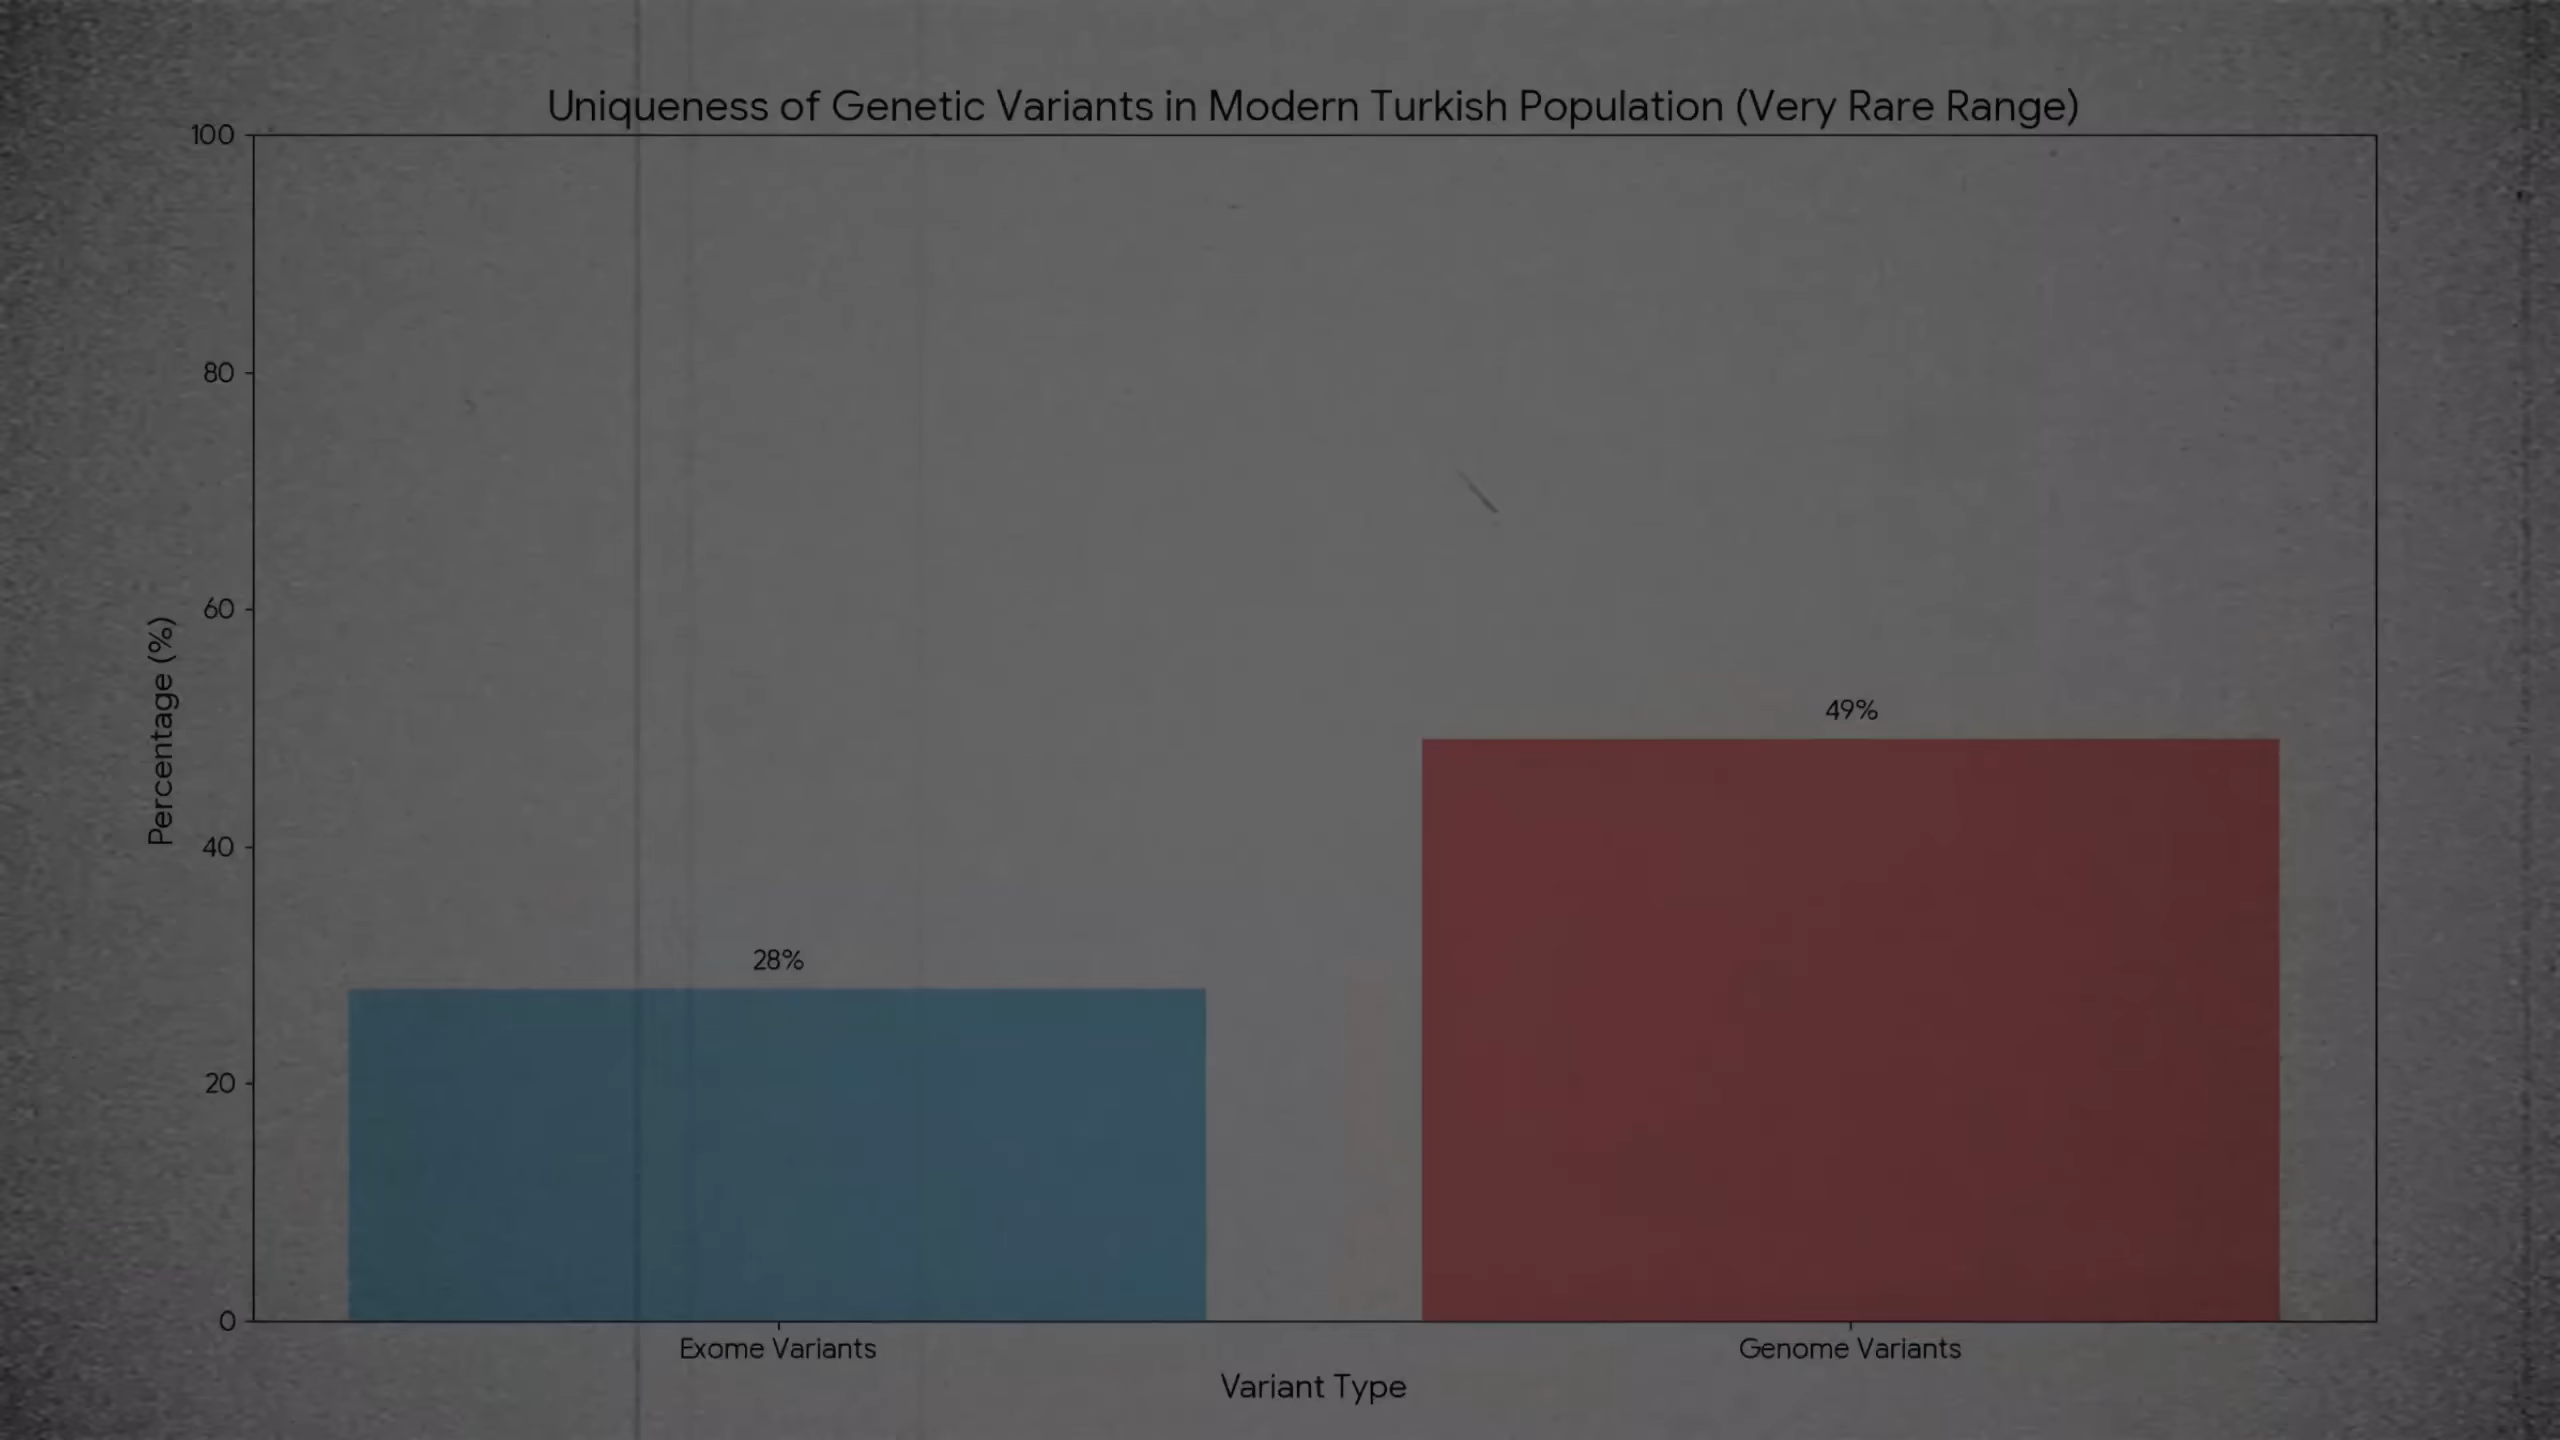 Uniqueness of Genetic Variants in Modern Turkish Population (Very Rare Range)
100
80
60
40
20
0
Percentage (%)
28%
49%
Exome Variants
Genome Variants
Variant Type